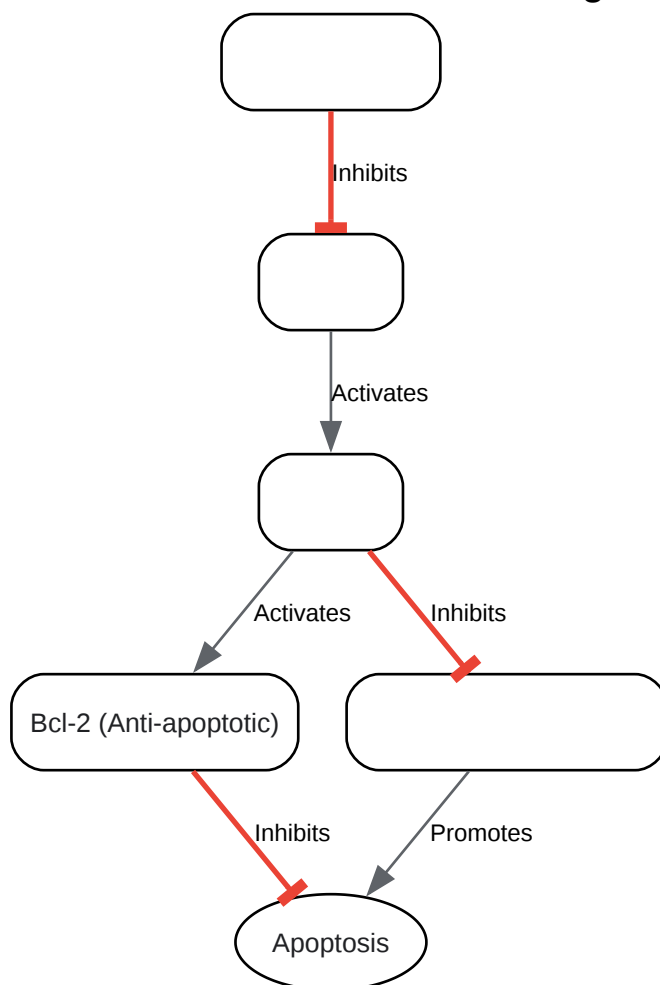 Inhibits
Activates
Activates
Inhibits
Bcl-2 (Anti-apoptotic)
Inhibits
Promotes
Apoptosis